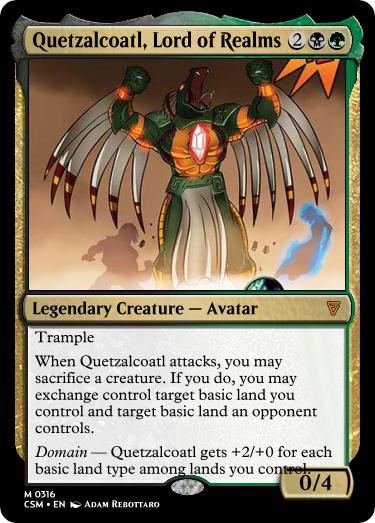 Quetzalcoatl, Lord of Realms 2
Legendary Creature — Avatar
Trample
When Quetzalcoatl attacks, you may
sacrifice a creature. If you do, you may
exchange control target basic land you
control and target basic land an opponent
controls.
Domain — Quetzalcoatl gets +2/+0 for each
basic land type among lands you control.
0/4
M 0316
CSM • EN Adam Rebottaro